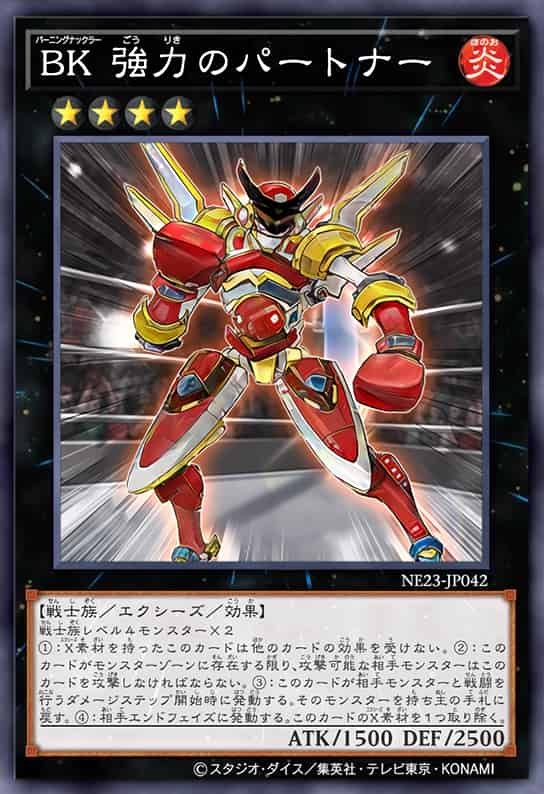 バーニングナックラー ごうりき
BK 強力のパートナー
ほのお
炎
NE23-JP042
【戦士族／エクシーズ／効果】
戦士族レベル４モンスター×２
①：X素材を持ったこのカードは他のカードの効果を受けない。②：この
カードがモンスターゾーンに存在する限り、攻撃可能な相手モンスターはこの
カードを攻撃しなければならない。③：このカードが相手モンスターと戦闘を
行うダメージステップ開始時に発動する。そのモンスターを持ち主の手札に
戻す。④：相手エンドフェイズに発動する。このカードのX素材を１つ取り除く。
ATK/1500 DEF/2500
©スタジオ・ダイス／集英社・テレビ東京・KONAMI